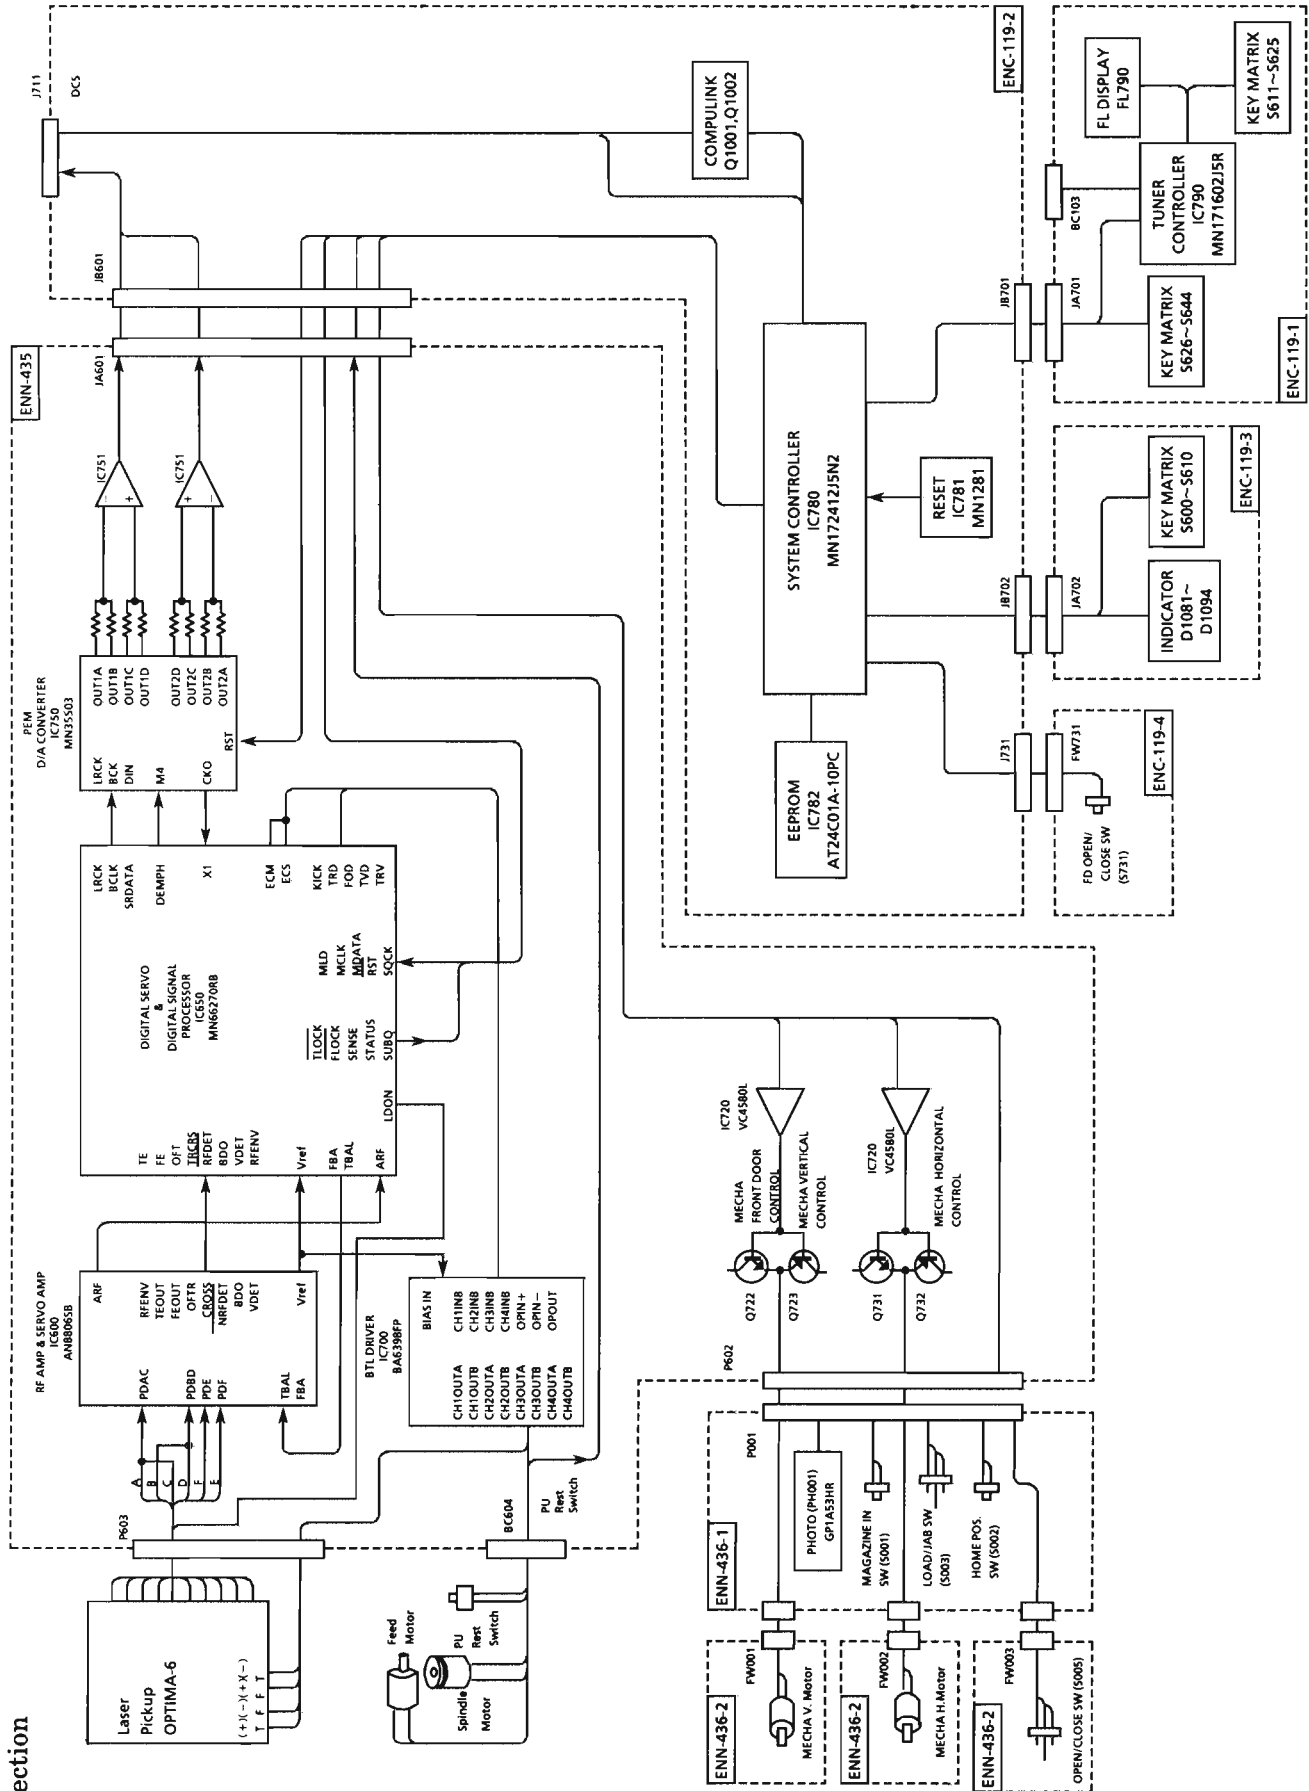 ection
Laser
Pickup
OPTIMA-6
(+)(-)(+)(-)
T F F T
Feed
Motor
Spindle
Motor
PU
Rest
Switch
P603
BC604
PU
Rest
Switch
A
B
C
D
F
E
RF AMP & SERVO AMP
IC600
AN8806SB
PDAC
PDBD
PDE
PDF
TBAL
FBA
ARF
RFENV
TEOUT
FEOUT
OFTR
CROSS
NRFDET
BDO
VDET
Vref
BTL DRIVER
IC700
BA6398FP
BIAS IN
CH1OUTA
CH1OUTB
CH2OUTA
CH2OUTB
CH3OUTA
CH3OUTB
CH4OUTA
CH4OUTB
CH1INB
CH2INB
CH3INB
CH4INB
OPIN+
OPIN-
OPOUT
TE
FE
OFT
TRCRS
RFDET
BDO
VDET
RFENV
Vref
FBA
TBAL
ARF
LDON
DIGITAL SERVO
&
DIGITAL SIGNAL
PROCESSOR
IC650
MN66270RB
TLOCK
FLOCK
SENSE
STATUS
SUBQ
MLD
MCLK
MDATA
RST
SQCK
LRCK
BCLK
SRDATA
DEMPH
X1
ECM
ECS
KICK
TRD
FOD
TVD
TRV
PEM
D/A CONVERTER
IC750
MN35503
LRCK
BCK
DIN
M4
CKO
RST
OUT1A
OUT1B
OUT1C
OUT1D
OUT2D
OUT2C
OUT2B
OUT2A
IC751
-
+
IC751
+
-
ENN-435
JA601
JB601
J711
DCS
COMPULINK
Q1001,Q1002
ENC-119-2
SYSTEM CONTROLLER
IC780
MN172412J5N2
EEPROM
IC782
AT24C01A-10PC
RESET
IC781
MN1281
J731
FW731
FD OPEN/
CLOSE SW
(S731)
ENC-119-4
JB702
JA702
INDICATOR
D1081~
D1094
KEY MATRIX
S600~S610
ENC-119-3
JB701
JA701
KEY MATRIX
S626~S644
BC103
TUNER
CONTROLLER
IC790
MN171602J5R
FL DISPLAY
FL790
KEY MATRIX
S611~S625
ENC-119-1
IC720
VC4580L
MECHA
FRONT DOOR
CONTROL
MECHA VERTICAL
CONTROL
Q722
Q723
IC720
VC4580L
MECHA HORIZONTAL
CONTROL
Q731
Q732
P602
P001
ENN-436-1
PHOTO (PH001)
GP1A53HR
MAGAZINE IN
SW (S001)
LOAD/JAB SW
(S003)
HOME POS.
SW (S002)
FW001
ENN-436-2
MECHA V. Motor
FW002
ENN-436-2
MECHA H.Motor
FW003
ENN-436-2
OPEN/CLOSE SW (S005)